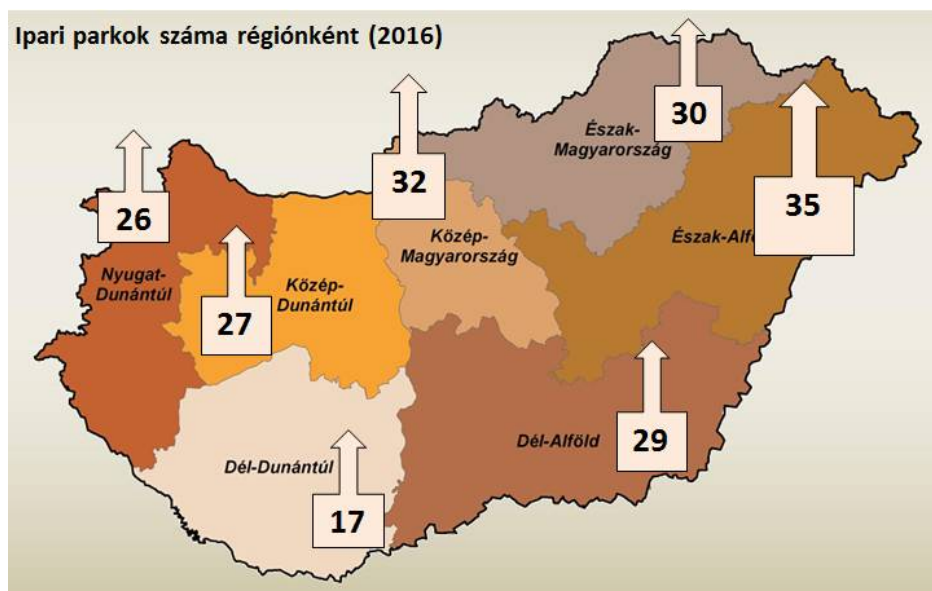 Ipari parkok száma régiónként (2016)
30
Észak-
Magyarország
32
35
26
Közép-
Magyarország
Észak-Alf
Nyugat-
Dunántúl
Közép-
Dunántúl
27
Dél-Alföld
29
Dél-Dunántúl
17